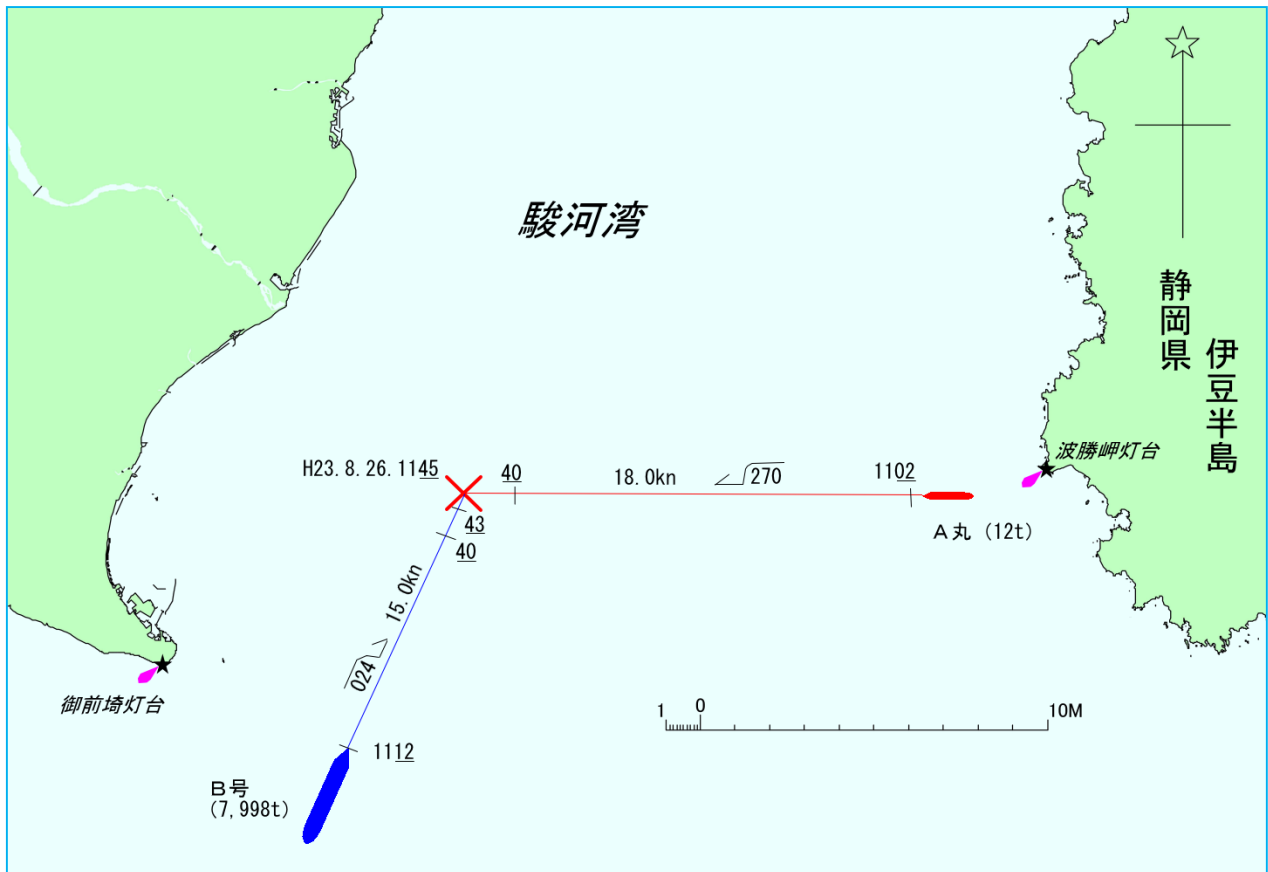 駿河湾
静岡県
伊豆半島
波勝岬灯台
H23.8.26.1145
40
18.0kn
270
1102
A丸 (12t)
43
40
15.0kn
024
御前埼灯台
1 0 10M
1112
B号
(7,998t)